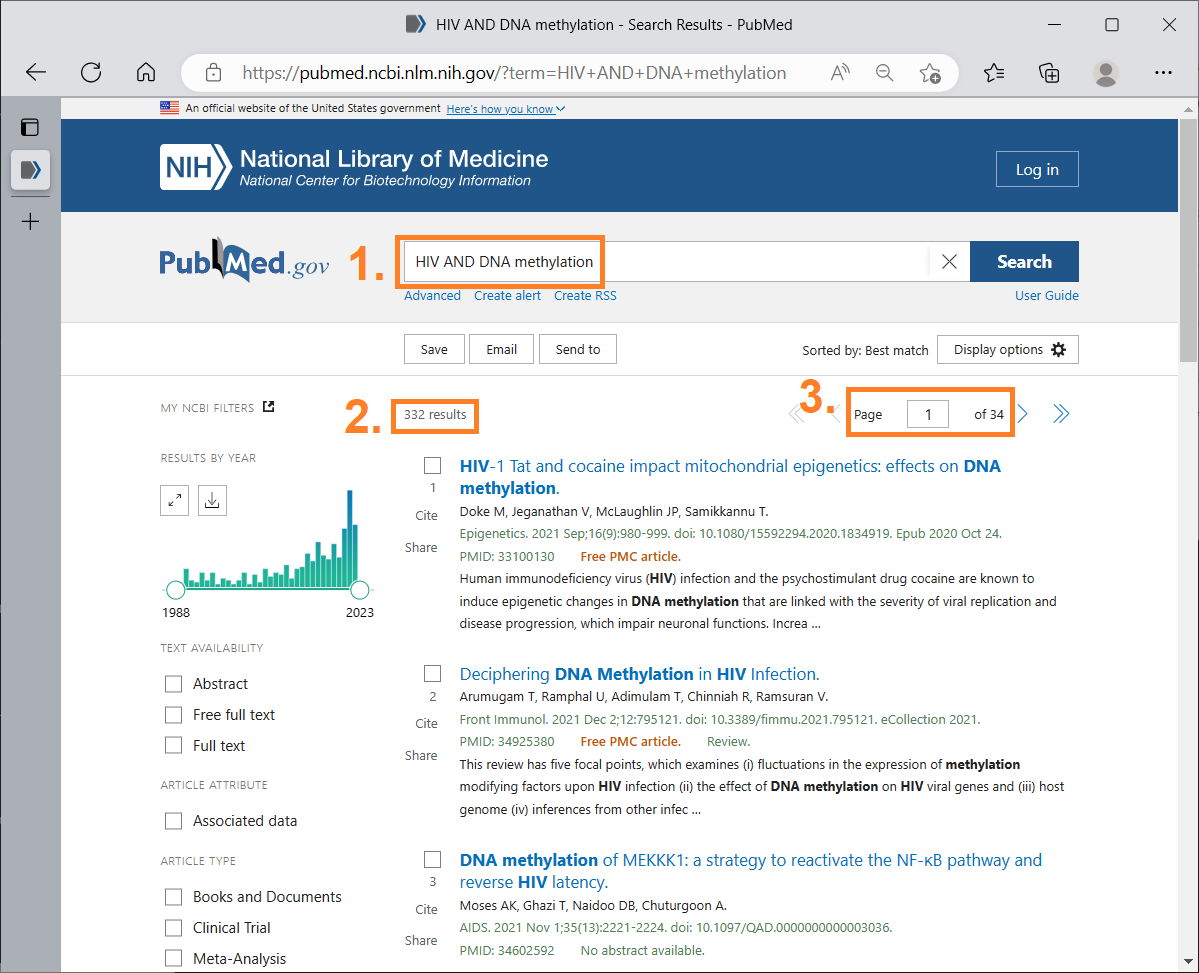 HIV AND DNA methylation - Search Results - PubMed
https://pubmed.ncbi.nlm.nih.gov/?term=HIV+AND+DNA+methylation
An official website of the United States government Here's how you know
NIH National Library of Medicine
National Center for Biotechnology Information
Log in
PubMed.gov
1.
HIV AND DNA methylation
Search
Advanced Create alert Create RSS
User Guide
Save Email Send to
Sorted by: Best match Display options
MY NCBI FILTERS
2.
332 results
3.
Page 1 of 34
RESULTS BY YEAR
1988 2023
TEXT AVAILABILITY
Abstract
Free full text
Full text
ARTICLE ATTRIBUTE
Associated data
ARTICLE TYPE
Books and Documents
Clinical Trial
Meta-Analysis
1
Cite
Share
HIV-1 Tat and cocaine impact mitochondrial epigenetics: effects on DNA
methylation.
Doke M, Jeganathan V, McLaughlin JP, Samikkannu T.
Epigenetics. 2021 Sep;16(9):980-999. doi: 10.1080/15592294.2020.1834919. Epub 2020 Oct 24.
PMID: 33100130 Free PMC article.
Human immunodeficiency virus (HIV) infection and the psychostimulant drug cocaine are known to
induce epigenetic changes in DNA methylation that are linked with the severity of viral replication and
disease progression, which impair neuronal functions. Increa ...
2
Cite
Share
Deciphering DNA Methylation in HIV Infection.
Arumugam T, Ramphal U, Adimulam T, Chinniah R, Ramsuran V.
Front Immunol. 2021 Dec 2;12:795121. doi: 10.3389/fimmu.2021.795121. eCollection 2021.
PMID: 34925380 Free PMC article. Review.
This review has five focal points, which examines (i) fluctuations in the expression of methylation
modifying factors upon HIV infection (ii) the effect of DNA methylation on HIV viral genes and (iii) host
genome (iv) inferences from other infec ...
3
Cite
Share
DNA methylation of MEKKK1: a strategy to reactivate the NF-κB pathway and
reverse HIV latency.
Moses AK, Ghazi T, Naidoo DB, Chuturgoon A.
AIDS. 2021 Nov 1;35(13):2221-2224. doi: 10.1097/QAD.0000000000003036.
PMID: 34602592 No abstract available.